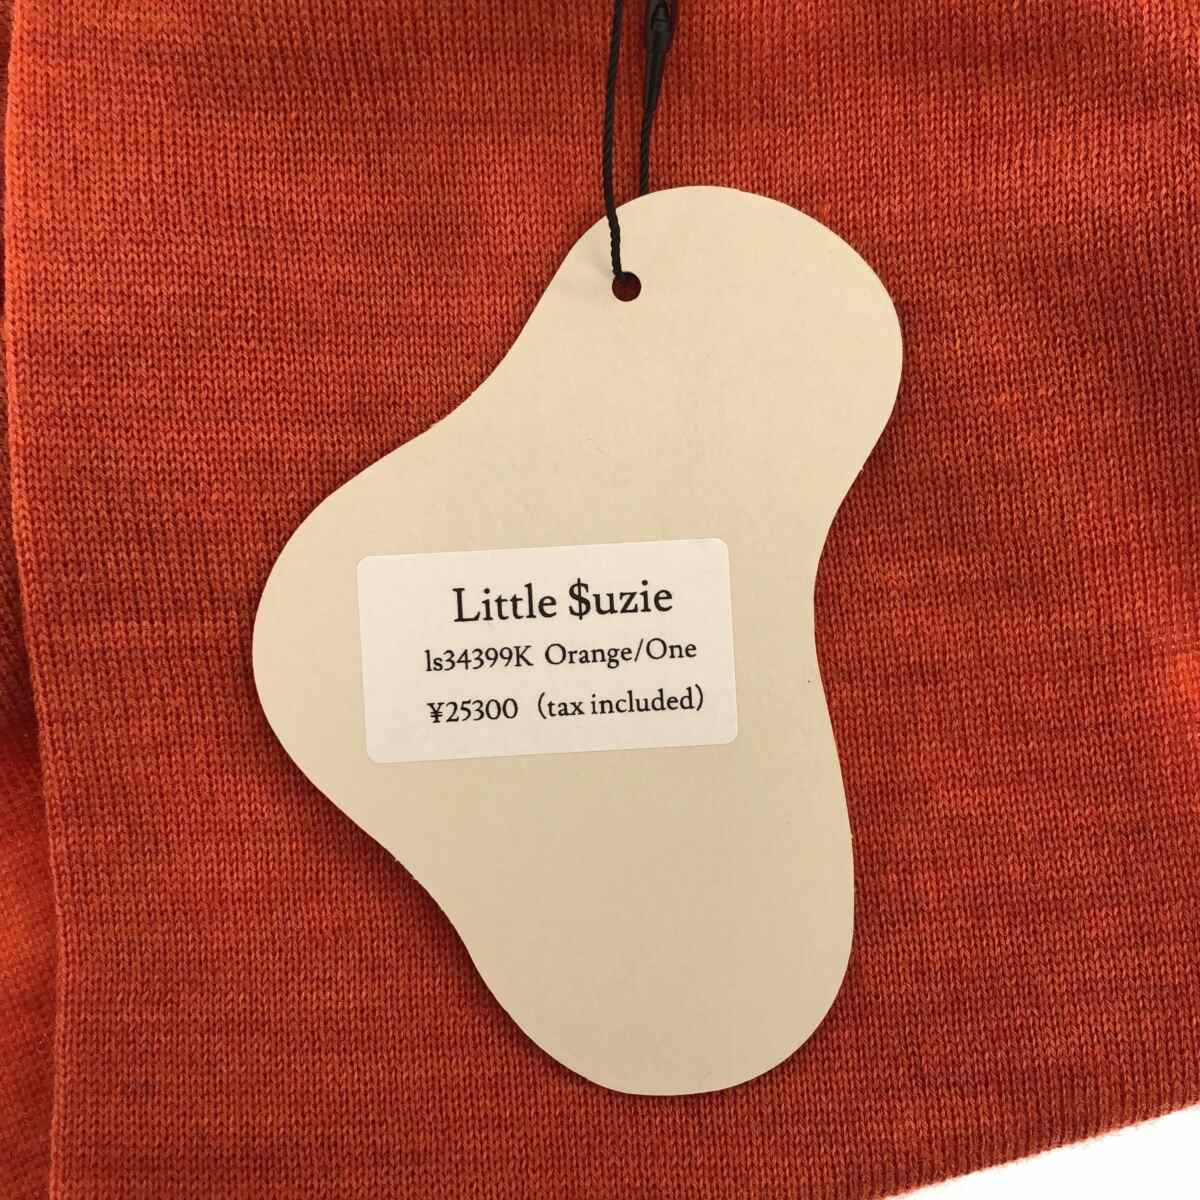 Little $uzie
ls34399K Orange/One
¥25300 (tax included)